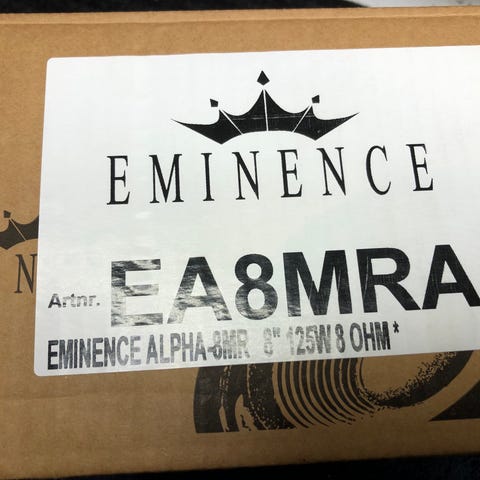 EMINENCE
N
Artnr. EA8MRA
EMINENCE ALPHA-8MR 8" 125W 8 OHM*